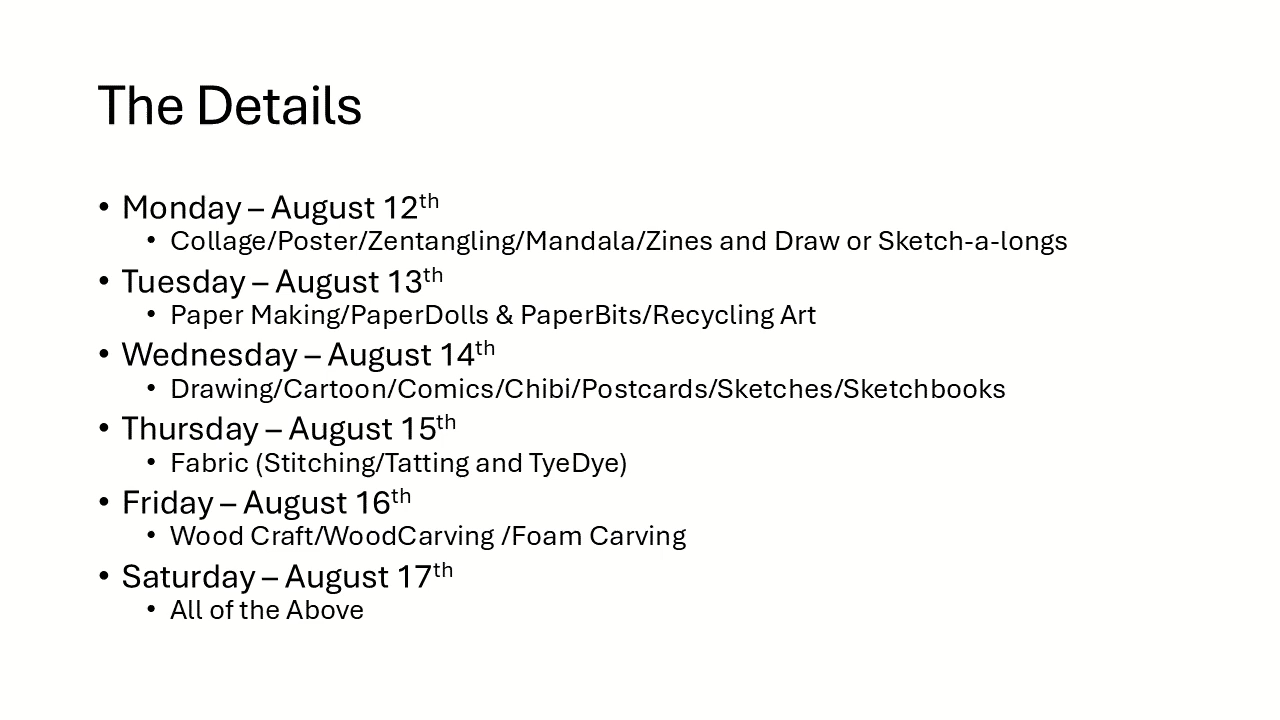 The Details
• Monday – August 12th
• Collage/Poster/Zentangling/Mandala/Zines and Draw or Sketch-a-longs
• Tuesday – August 13th
• Paper Making/PaperDolls & PaperBits/Recycling Art
• Wednesday – August 14th
• Drawing/Cartoon/Comics/Chibi/Postcards/Sketches/Sketchbooks
• Thursday – August 15th
• Fabric (Stitching/Tatting and TyeDye)
• Friday – August 16th
• Wood Craft/WoodCarving /Foam Carving
• Saturday – August 17th
• All of the Above